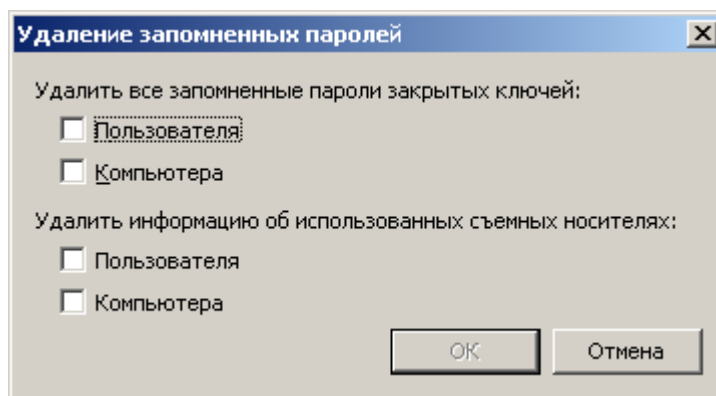 Удаление запомненных паролей
Удалить все запомненные пароли закрытых ключей:
Пользователя
Компьютера
Удалить информацию об использованных съемных носителях:
Пользователя
Компьютера
ОК
Отмена